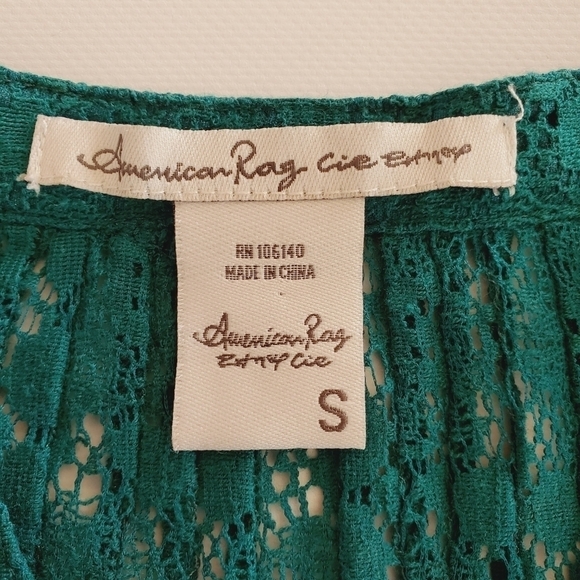 American Rag Cie
RN 106140
MADE IN CHINA
American Rag
Cie
S